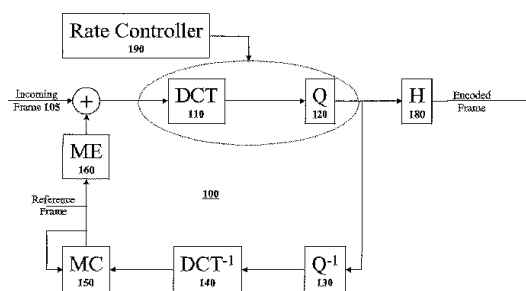 Rate Controller
190
Incoming
Frame 105
+
DCT
110
Q
120
H
180
Encoded
Frame
ME
160
100
Reference
Frame
MC
150
DCT-1
140
Q-1
130